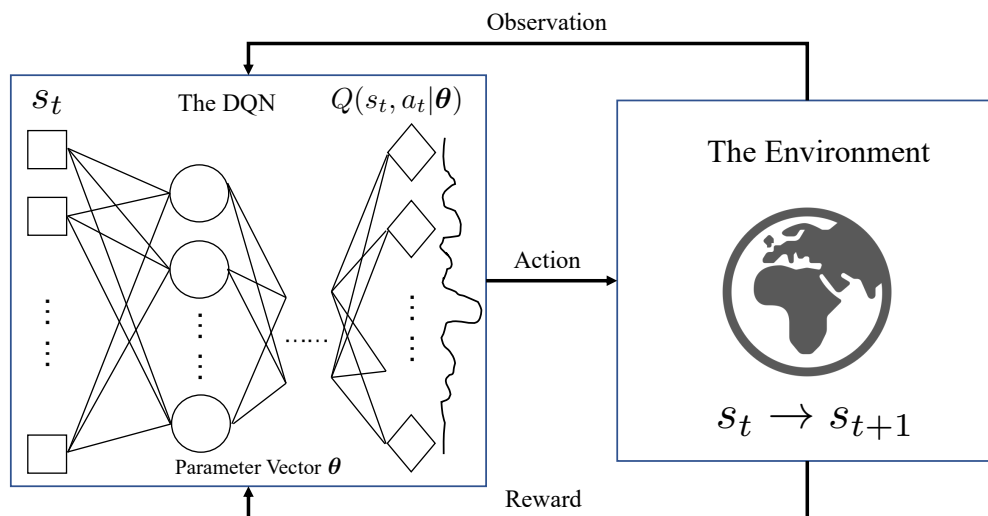 Observation
s_t
The DQN
Q(s_t, a_t|θ)
The Environment
Action
......
s_t → s_{t+1}
Parameter Vector θ
Reward